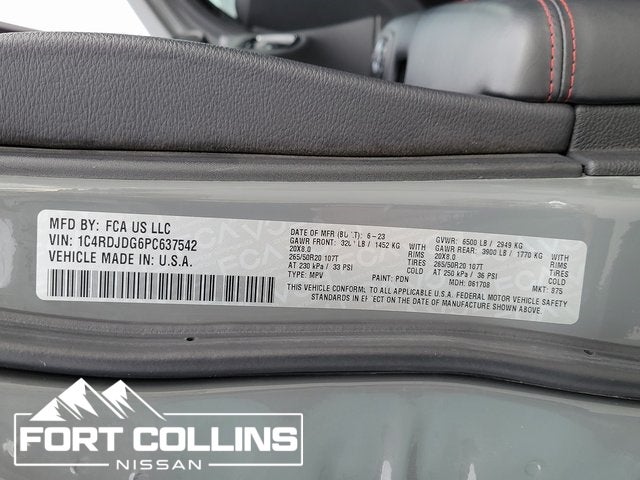 MFD BY: FCA US LLC
VIN: 1C4RDJDG6PC637542
VEHICLE MADE IN: U.S.A.
DATE OF MFR 6-23
GAWR FRONT: LB / 1452 KG
20X8.0 RIMS
265/50R20 107T TIRES
AT 230 kPa / 33 PSI COLD
TYPE: MPV PAINT: PDN
GVWR: 6500 LB / 2949 KG
GAWR REAR: 3900 LB / 1770 KG
20X8.0 RIMS
265/50R20 107T TIRES
AT 250 kPa / 36 PSI COLD
MDH: 061708 MKT: 975
THIS VEHICLE CONFORMS TO ALL APPLICABLE U.S.A. FEDERAL MOTOR VEHICLE SAFETY
STANDARDS IN EFFECT ON THE DATE OF MANUFACTURE SHOWN ABOVE
FORT COLLINS
NISSAN